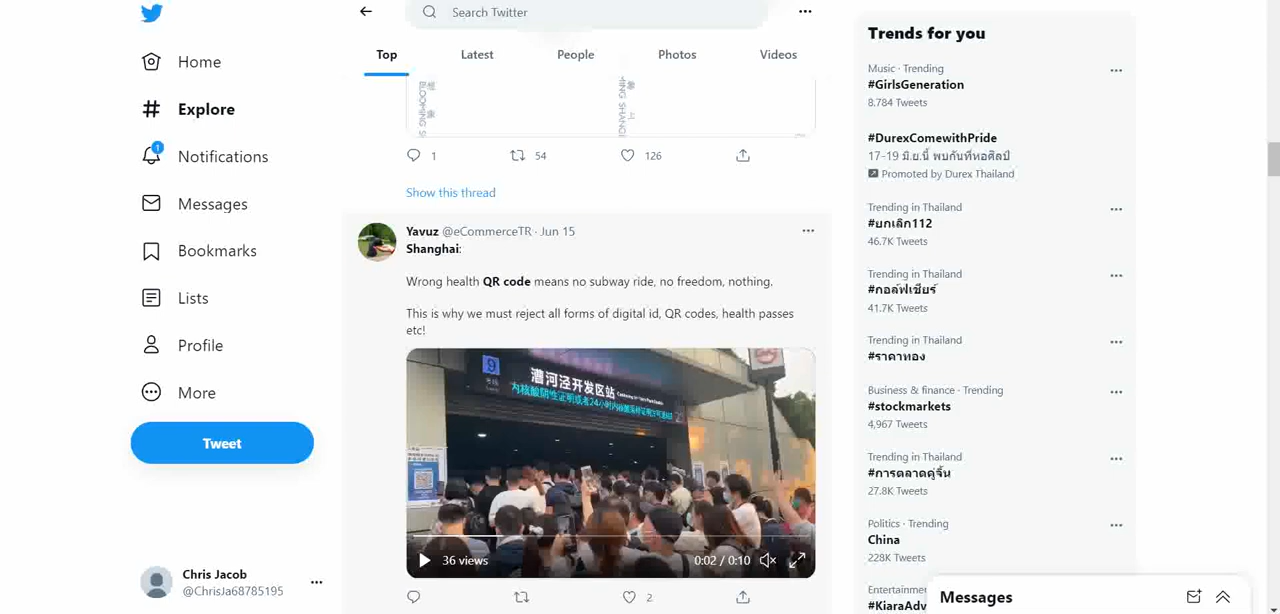 Search Twitter
Top
Latest
People
Photos
Videos
Home
Explore
1
Notifications
Messages
Bookmarks
Lists
Profile
More
Tweet
Chris Jacob
@ChrisJa68785195
1
54
126
Show this thread
Yavuz @eCommerceTR · Jun 15
Shanghai:
Wrong health QR code means no subway ride, no freedom, nothing.
This is why we must reject all forms of digital id, QR codes, health passes
etc!
9
漕河泾开发区站
36 views
0:02 / 0:10
2
Trends for you
Music · Trending
#GirlsGeneration
8,784 Tweets
#DurexComewithPride
17-19 มิ.ย.นี้ พบกันที่หอศิลป์
Promoted by Durex Thailand
Trending in Thailand
#ยกเลิก112
46.7K Tweets
Trending in Thailand
#กอล์ฟเชียร์
41.7K Tweets
Trending in Thailand
#ราคาทอง
Business & finance · Trending
#stockmarkets
4,967 Tweets
Trending in Thailand
#การตลาดคู่จิ้น
27.8K Tweets
Politics · Trending
China
228K Tweets
Messages